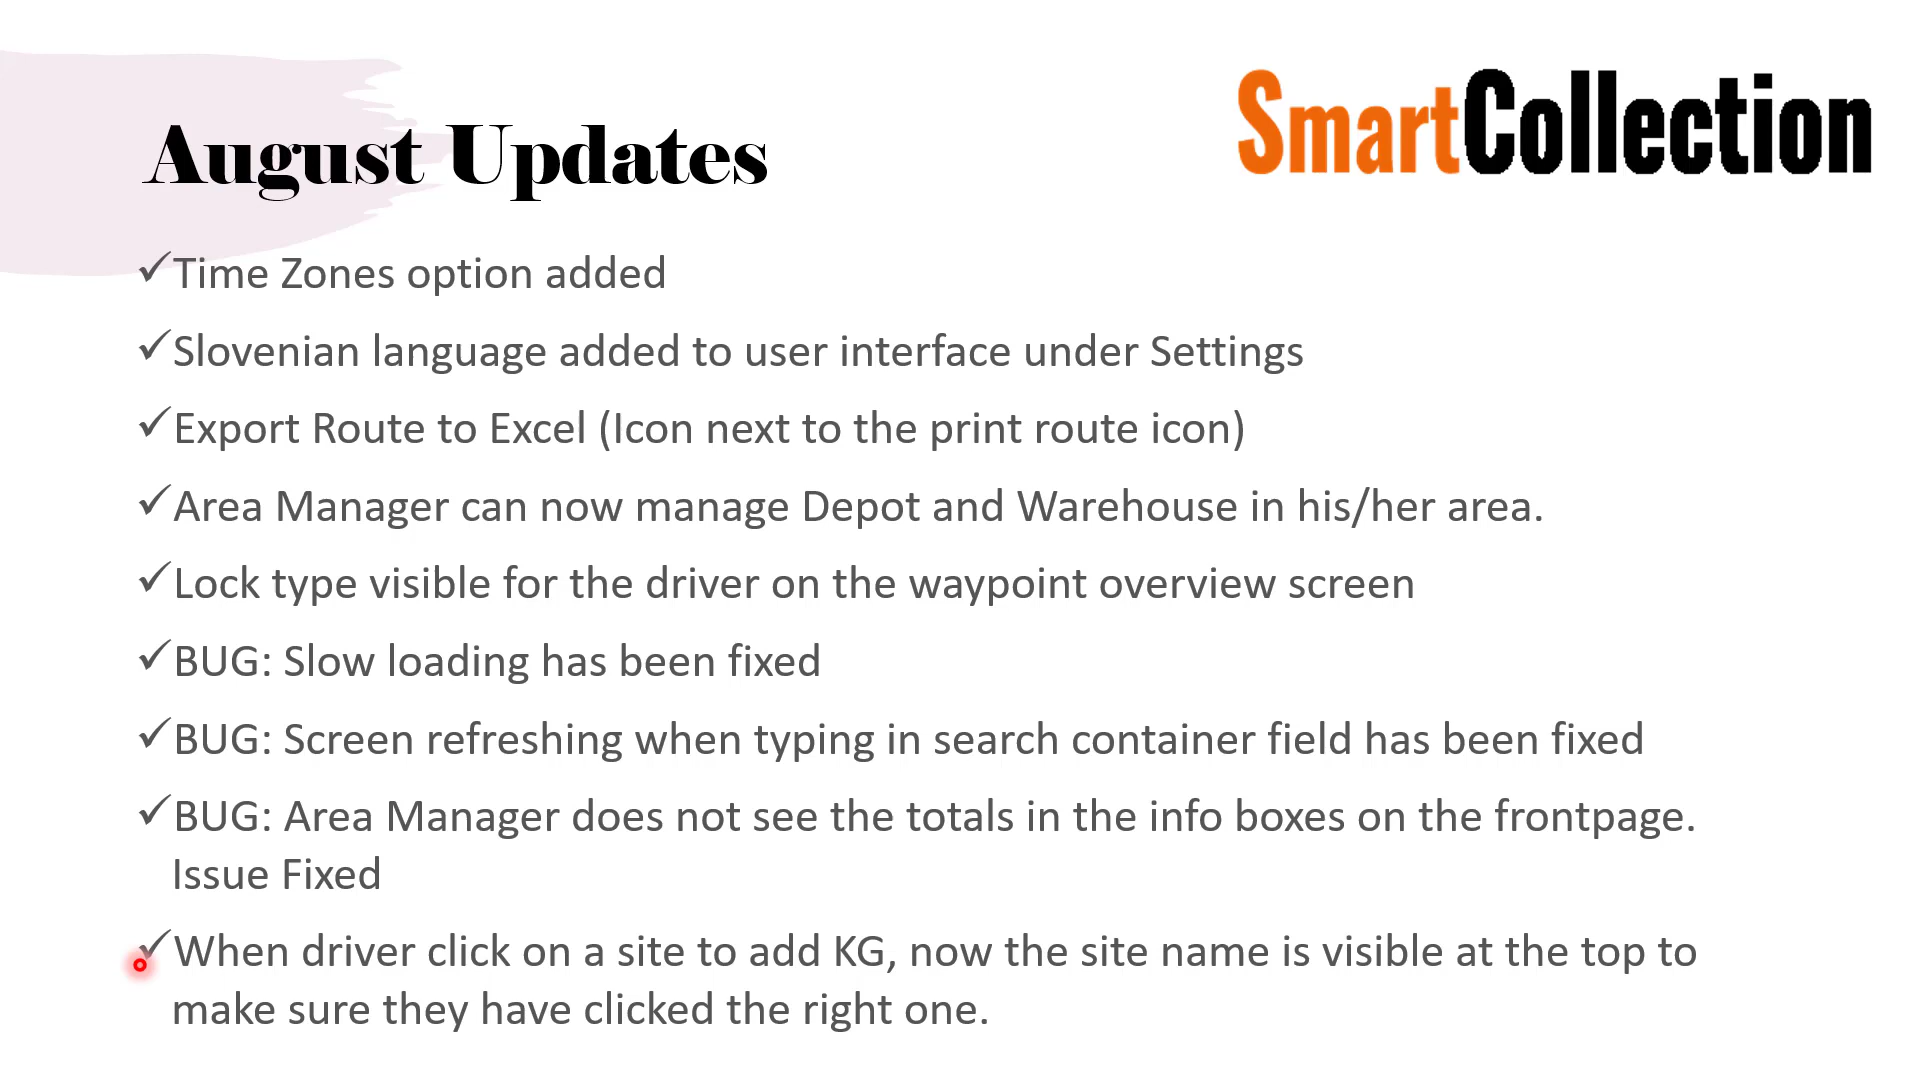 SmartCollection
August Updates
✓Time Zones option added
✓Slovenian language added to user interface under Settings
✓Export Route to Excel (Icon next to the print route icon)
✓Area Manager can now manage Depot and Warehouse in his/her area.
✓Lock type visible for the driver on the waypoint overview screen
✓BUG: Slow loading has been fixed
✓BUG: Screen refreshing when typing in search container field has been fixed
✓BUG: Area Manager does not see the totals in the info boxes on the frontpage.
Issue Fixed
✓When driver click on a site to add KG, now the site name is visible at the top to
make sure they have clicked the right one.